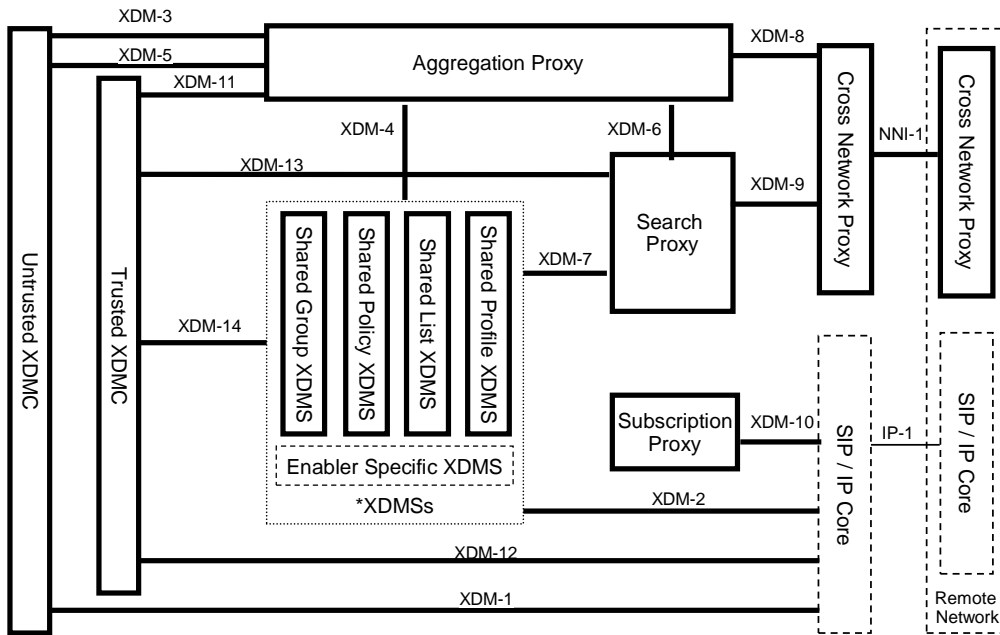 XDM-3
XDM-5
XDM-11
Aggregation Proxy
XDM-8
XDM-4
XDM-6
NNI-1
XDM-13
XDM-9
Cross Network Proxy
Cross Network Proxy
Untrusted XDMC
Trusted XDMC
Shared Group XDMS
Shared Policy XDMS
Shared List XDMS
Shared Profile XDMS
Search
Proxy
XDM-7
XDM-14
Subscription
Proxy
XDM-10
SIP / IP Core
IP-1
SIP / IP Core
Enabler Specific XDMS
*XDMSs
XDM-2
XDM-12
XDM-1
Remote
Network